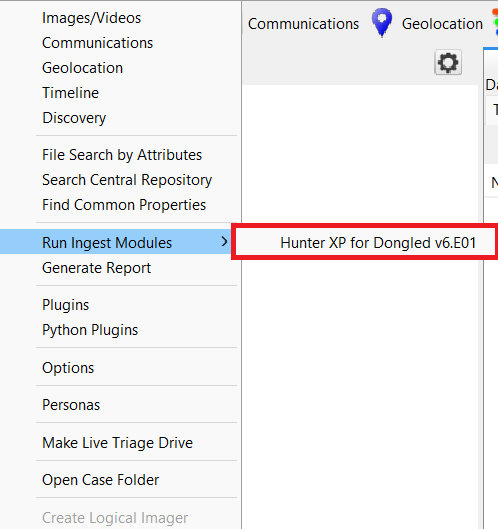 Images/Videos
Communications
Geolocation
Timeline
Discovery
File Search by Attributes
Search Central Repository
Find Common Properties
Run Ingest Modules
Hunter XP for Dongled v6.E01
Generate Report
Plugins
Python Plugins
Options
Personas
Make Live Triage Drive
Open Case Folder
Create Logical Imager
Communications
Geolocation